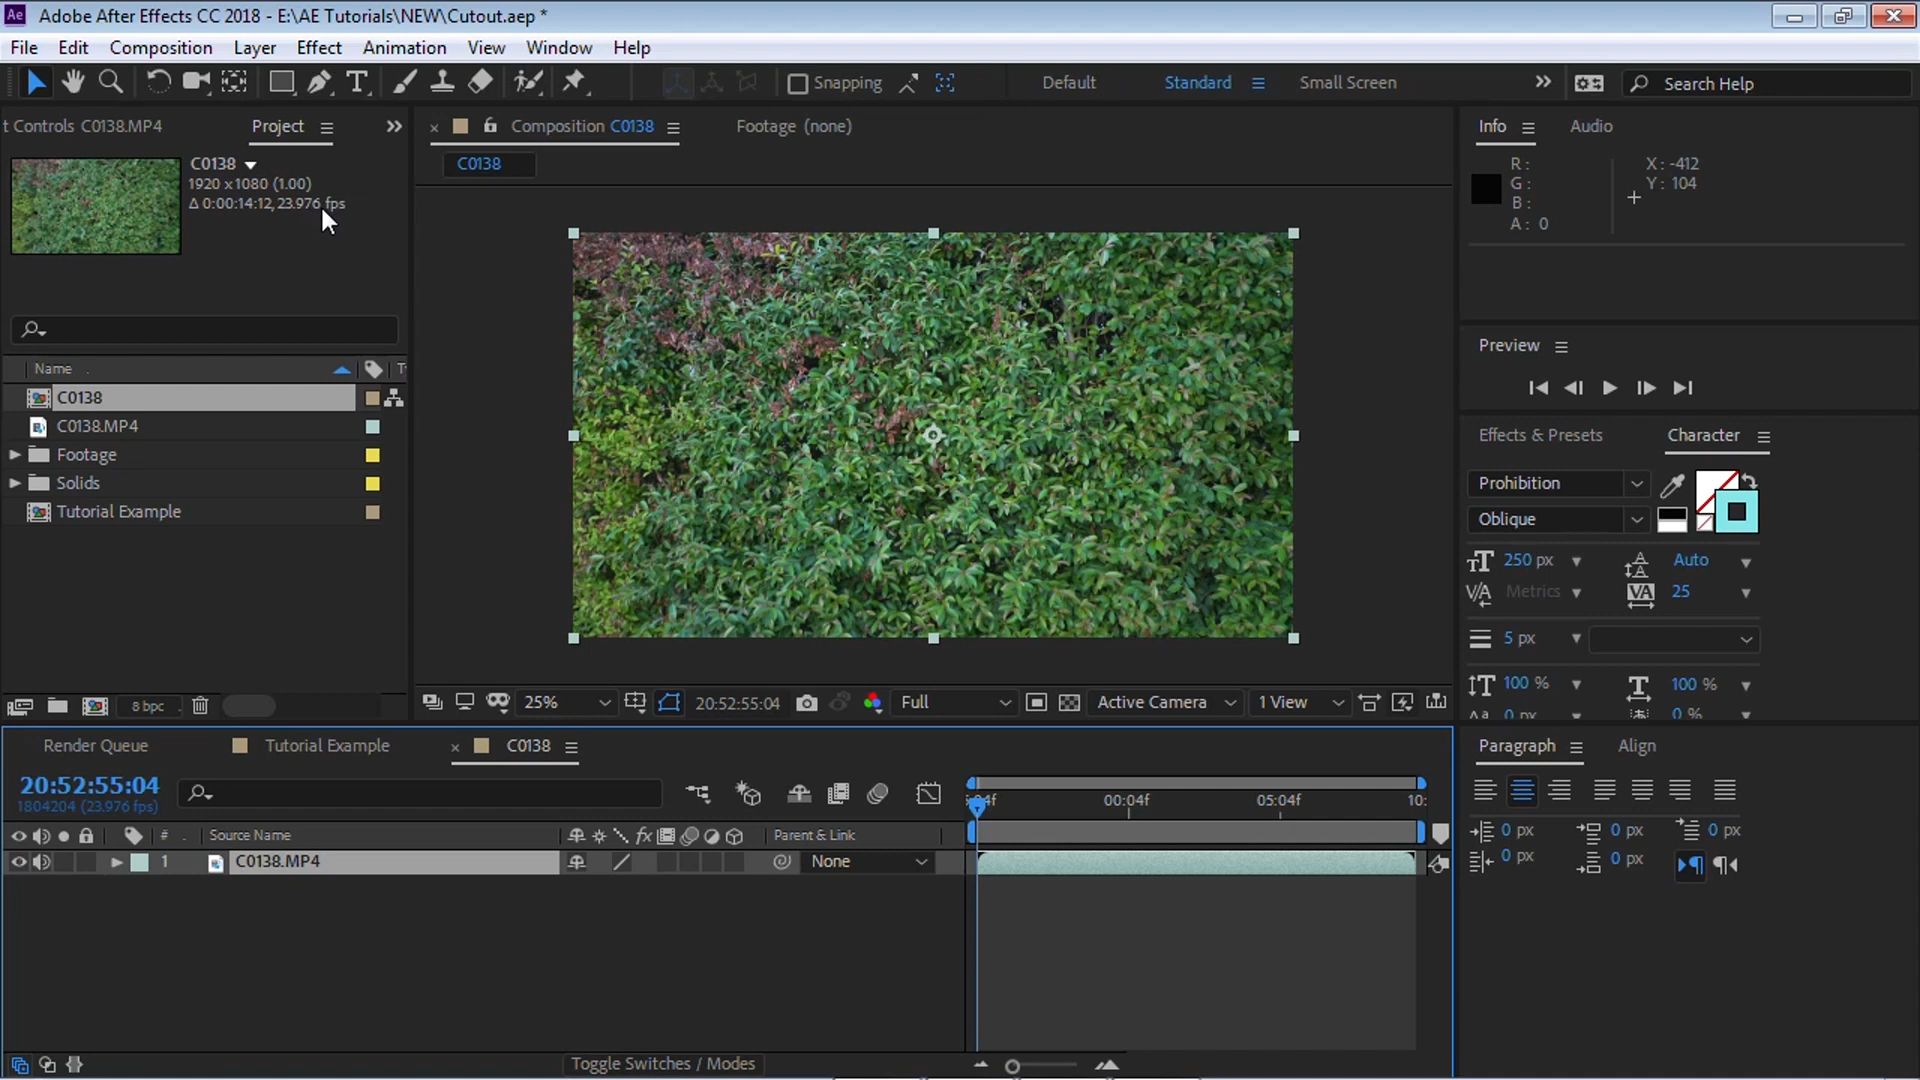 Adobe After Effects CC 2018 - E:\AE Tutorials\NEW\Cutout.aep *
File Edit Composition Layer Effect Animation View Window Help
Snapping Default Standard Small Screen Search Help
t Controls C0138.MP4 Project
Composition C0138 Footage (none)
Info Audio
C0138
1920 x 1080 (1.00)
Δ 0:00:14:12, 23.976 fps
C0138
R :
G :
B :
A : 0
X : -412
Y : 104
Preview
Name
C0138
C0138.MP4
Footage
Solids
Tutorial Example
Effects & Presets Character
Prohibition
Oblique
250 px Auto
Metrics 25
5 px
100 % 100 %
0 px 0 %
8 bpc
25% 20:52:55:04 Full Active Camera 1 View
Render Queue Tutorial Example C0138
20:52:55:04
1804204 (23.976 fps)
00:04f 05:04f 10:
# Source Name fx Parent & Link
1 C0138.MP4 None
Toggle Switches / Modes
Paragraph Align
0 px 0 px 0 px
0 px 0 px